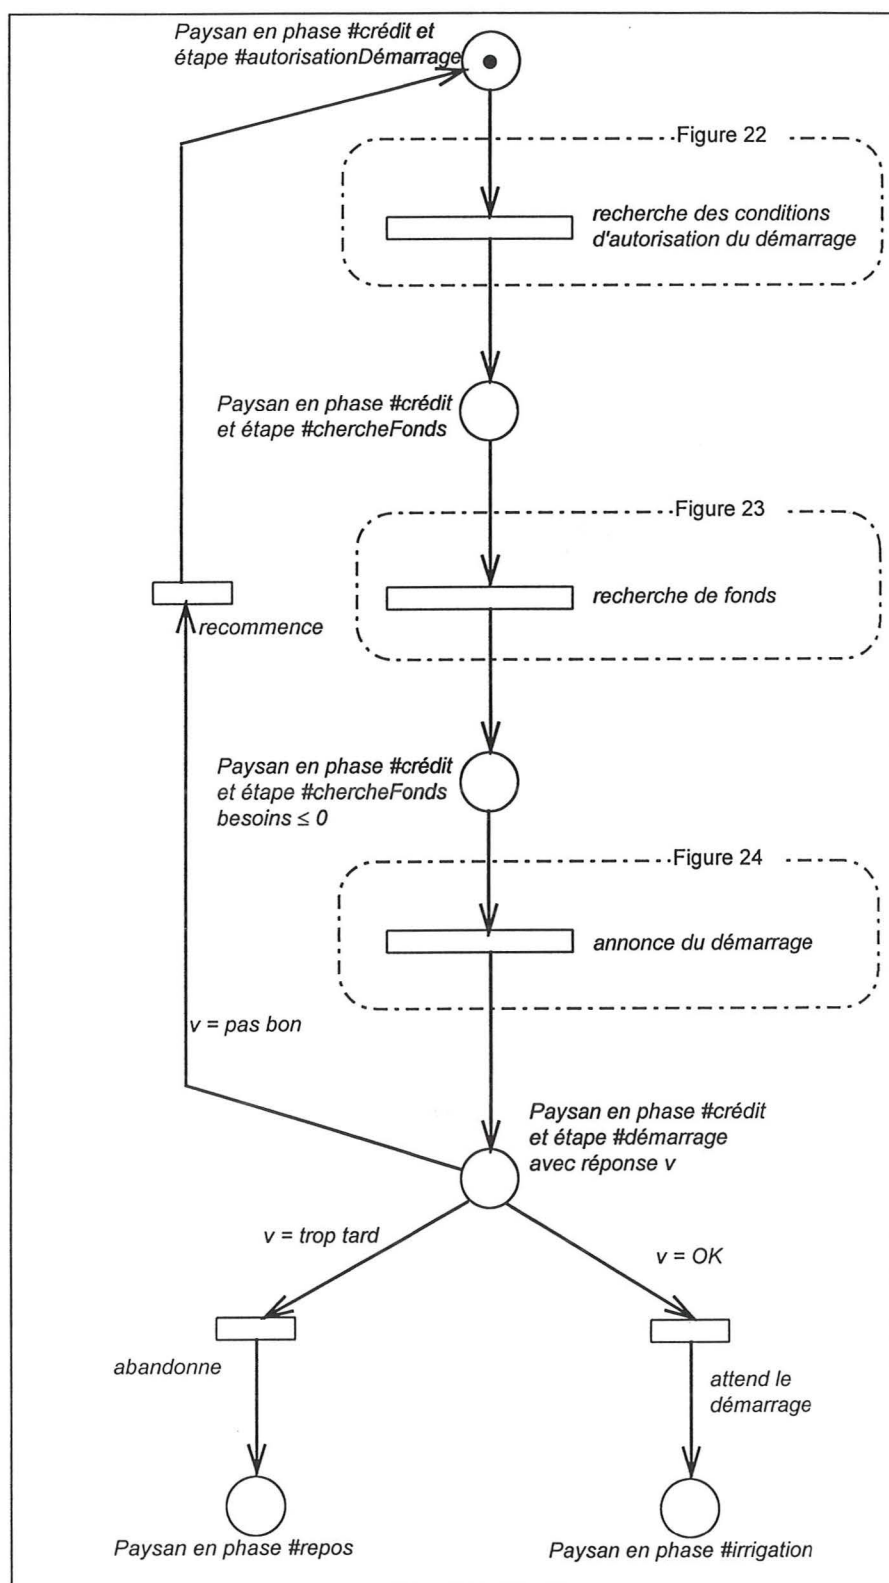 Paysan en phase #crédit et
étape #autorisationDémarrage
Figure 22
recherche des conditions
d'autorisation du démarrage
Paysan en phase #crédit
et étape #chercheFonds
Figure 23
recherche de fonds
recommence
Paysan en phase #crédit
et étape #chercheFonds
besoins ≤ 0
Figure 24
annonce du démarrage
v = pas bon
Paysan en phase #crédit
et étape #démarrage
avec réponse v
v = trop tard
v = OK
abandonne
attend le
démarrage
Paysan en phase #repos
Paysan en phase #irrigation